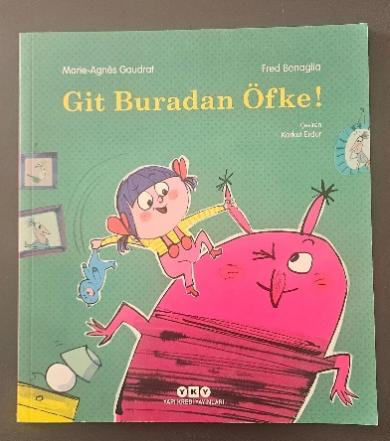 Marie-Agnès Gaudrat
Fred Benaglia
Git Buradan Öfke!
Çeviren
Korkut Erdur
YKY
YAPI KREDİ YAYINLARI